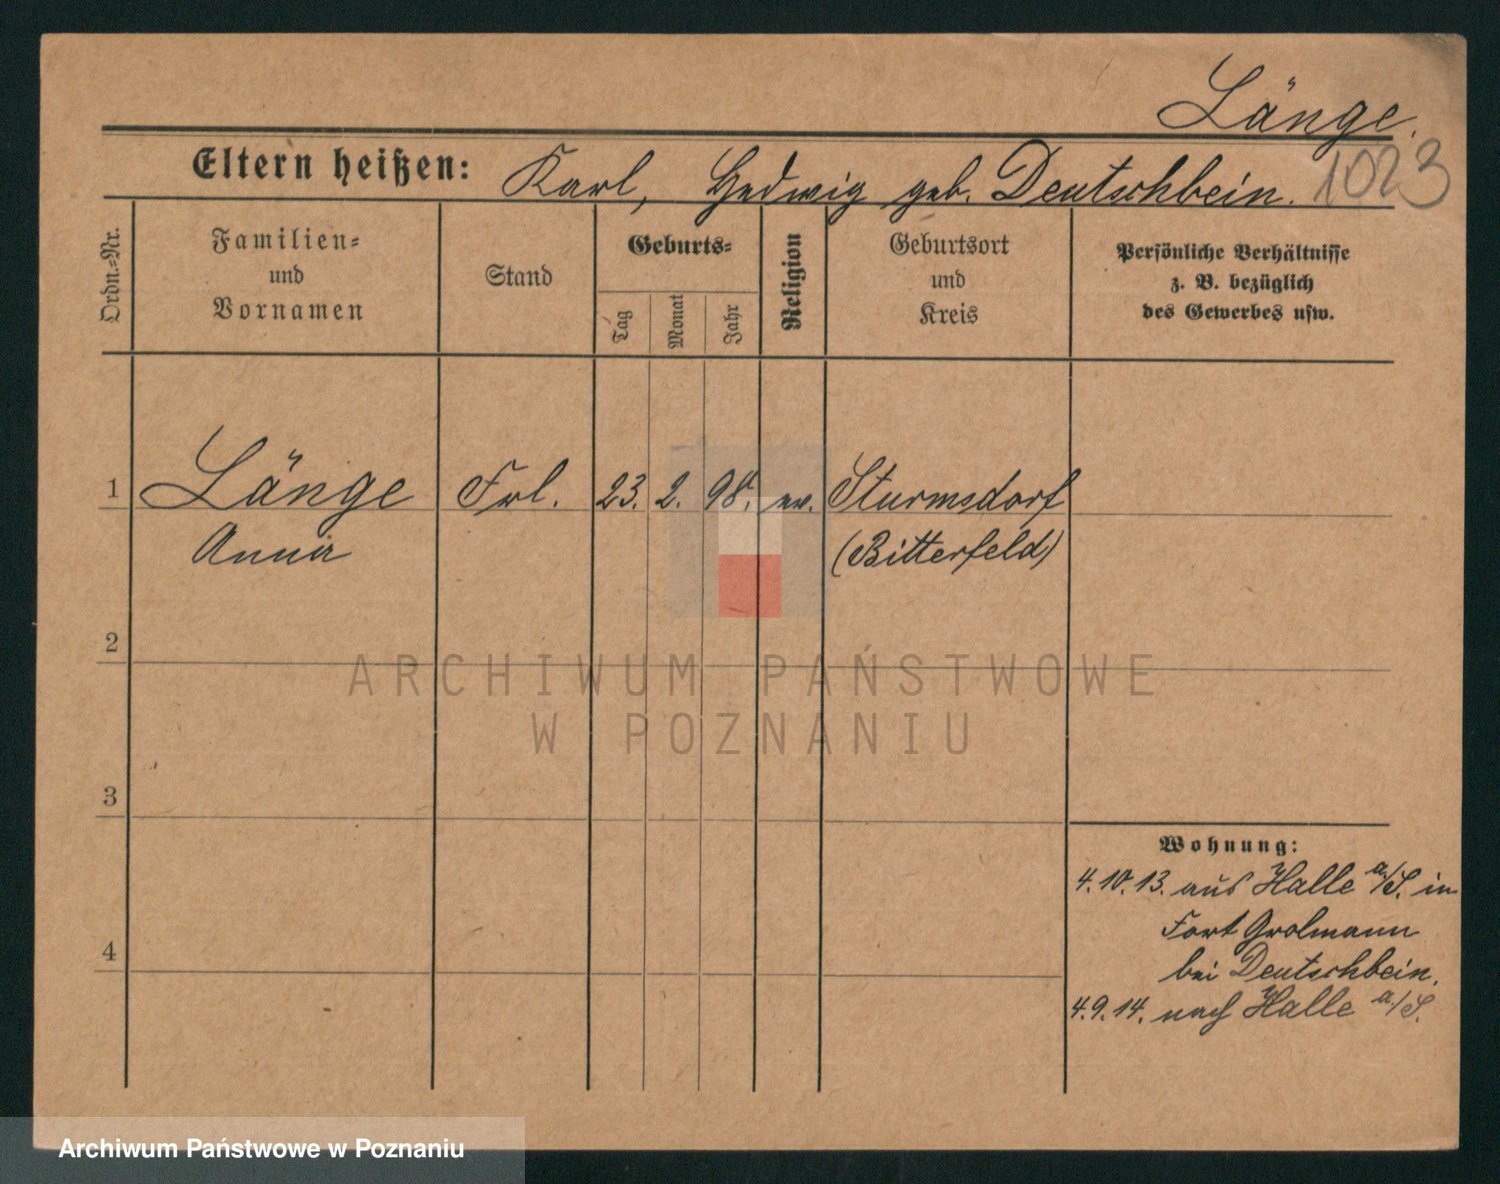 Länge.
1023
Eltern heißen: Karl, Hedwig geb. Deutschbein.
Ordn.-Nr.
Familien-
und
Vornamen
Stand
Geburts-
Tag
Monat
Jahr
Religion
Geburtsort
und
Kreis
Persönliche Verhältnisse
z. B. bezüglich
des Gewerbes usw.
1 Länge Frl. 23. 2. 98. ev. Sturmsdorf
Anna (Bitterfeld)
2
ARCHIWUM PAŃSTWOWE
W POZNANIU
3
Wohnung:
4.10.13. aus Halle a./S. in
Fort Grolmann
4
bei Deutschbein.
4.9.14. nach Halle a./S.
Archiwum Państwowe w Poznaniu